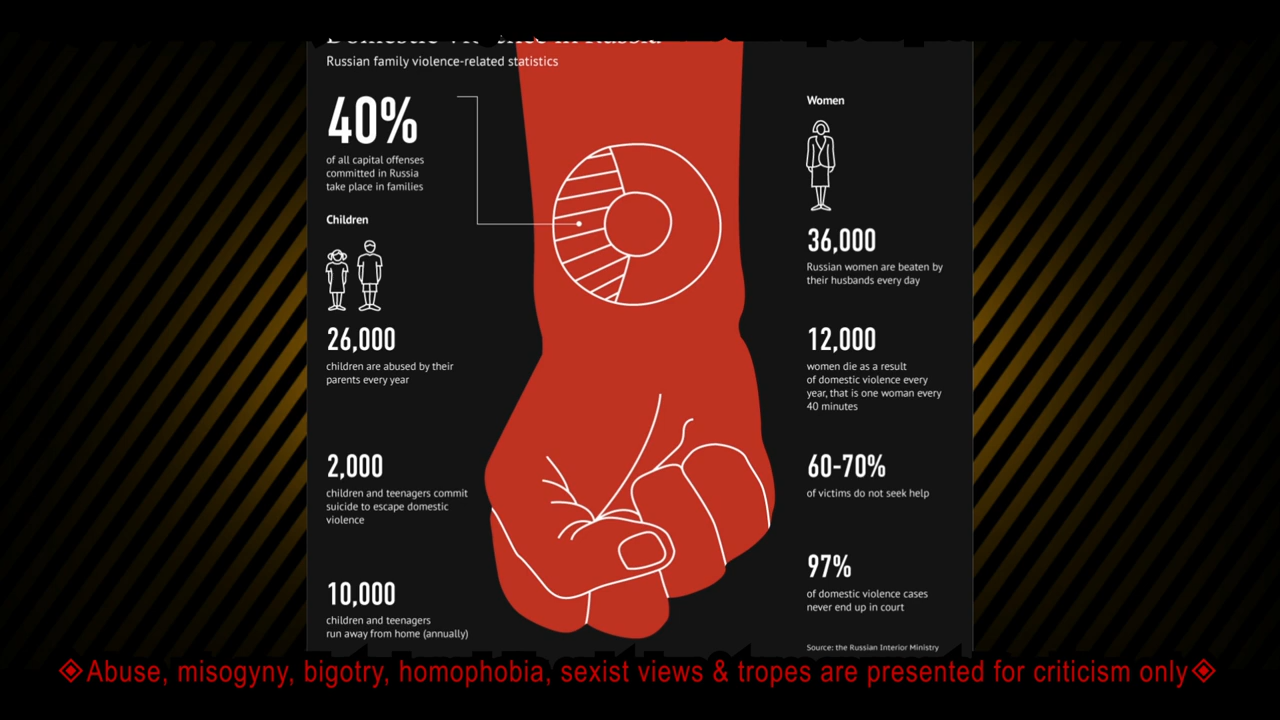 Domestic Violence in Russia
Russian family violence-related statistics
40%
of all capital offenses
committed in Russia
take place in families
Children
26,000
children are abused by their
parents every year
2,000
children and teenagers commit
suicide to escape domestic
violence
10,000
children and teenagers
run away from home (annually)
Women
36,000
Russian women are beaten by
their husbands every day
12,000
women die as a result
of domestic violence every
year, that is one woman every
40 minutes
60-70%
of victims do not seek help
97%
of domestic violence cases
never end up in court
Source: the Russian Interior Ministry
Abuse, misogyny, bigotry, homophobia, sexist views & tropes are presented for criticism only